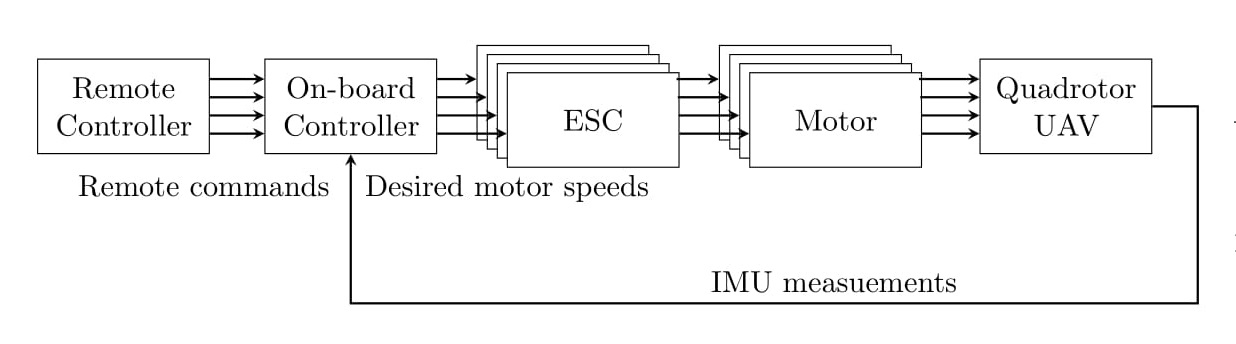 Remote
Controller
On-board
Controller
ESC
Motor
Quadrotor
UAV
Remote commands
Desired motor speeds
IMU measuements